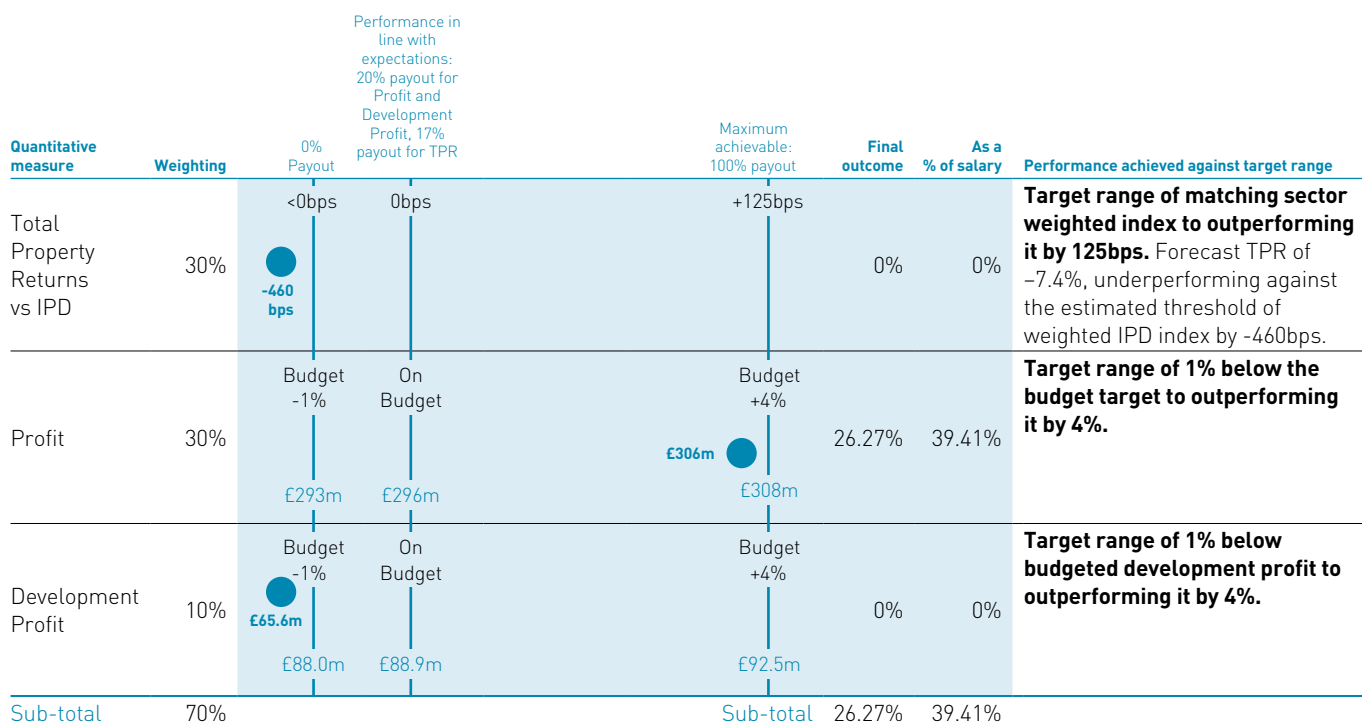 Performance in
line with
expectations:
20% payout for
Profit and
Development
Profit, 17%
payout for TPR
Quantitative
measure
Weighting
0%
Payout
Maximum
achievable:
100% payout
Final
outcome
As a
% of salary
Performance achieved against target range
Total
Property
Returns
vs IPD
30%
<0bps
0bps
+125bps
-460
bps
0%
0%
Target range of matching sector
weighted index to outperforming
it by 125bps. Forecast TPR of
–7.4%, underperforming against
the estimated threshold of
weighted IPD index by -460bps.
Profit
30%
Budget
-1%
On
Budget
Budget
+4%
£306m
£293m
£296m
£308m
26.27%
39.41%
Target range of 1% below the
budget target to outperforming
it by 4%.
Development
Profit
10%
Budget
-1%
On
Budget
Budget
+4%
£65.6m
£88.0m
£88.9m
£92.5m
0%
0%
Target range of 1% below
budgeted development profit to
outperforming it by 4%.
Sub-total
70%
Sub-total
26.27%
39.41%